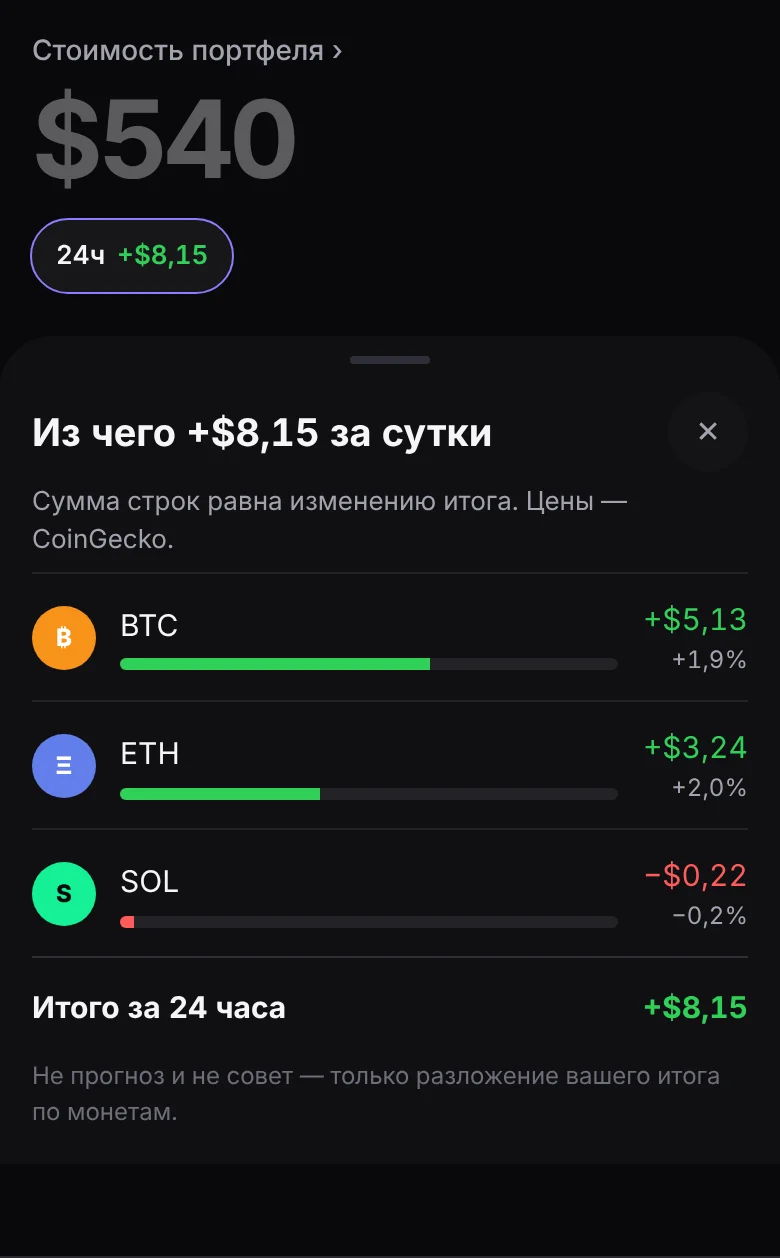 Стоимость портфеля ›
$540
24ч +$8,15
Из чего +$8,15 за сутки
×
Сумма строк равна изменению итога. Цены —
CoinGecko.
₿
BTC
+$5,13
+1,9%
Ξ
ETH
+$3,24
+2,0%
S
SOL
−$0,22
−0,2%
Итого за 24 часа
+$8,15
Не прогноз и не совет — только разложение вашего итога
по монетам.